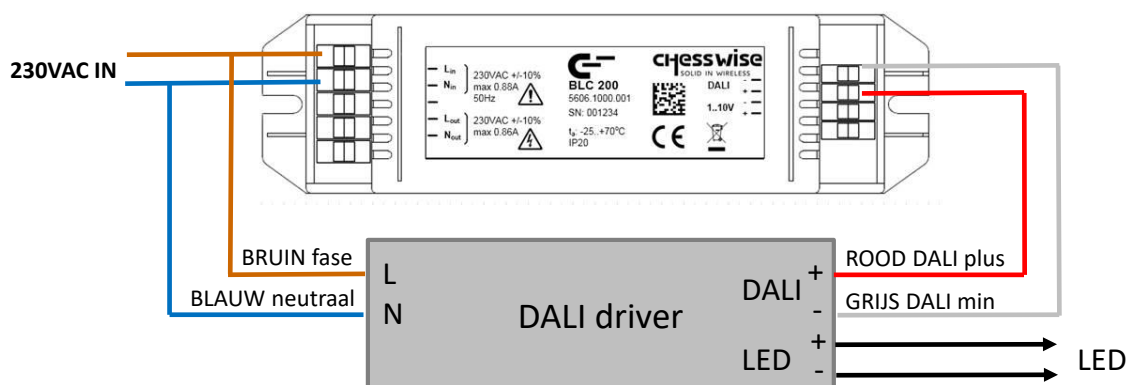 230VAC IN
Lin
Nin
230VAC +/-10%
max 0.88A
50Hz
Lout
Nout
230VAC +/-10%
max 0.86A
BLC 200
5606.1000.001
SN: 001234
ta: -25..+70°C
IP20
CHessWISe
SOLID IN WIRELESS
DALI
-
+
1..10V
-
+
CE
BRUIN fase
BLAUW neutraal
L
N
DALI driver
DALI
+
-
LED
+
-
ROOD DALI plus
GRIJS DALI min
LED